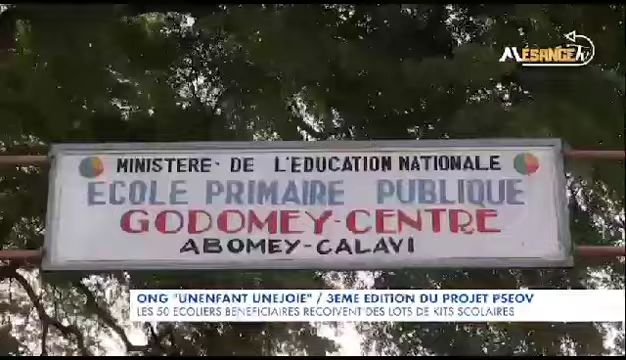 MÉSANGE tv
MINISTERE DE L'EDUCATION NATIONALE
ECOLE PRIMAIRE PUBLIQUE
GODOMEY-CENTRE
ABOMEY-CALAVI
ONG "UNENFANT UNEJOIE" / 3EME EDITION DU PROJET PSEOV
LES 50 ECOLIERS BENEFICIAIRES RECOIVENT DES LOTS DE KITS SCOLAIRES